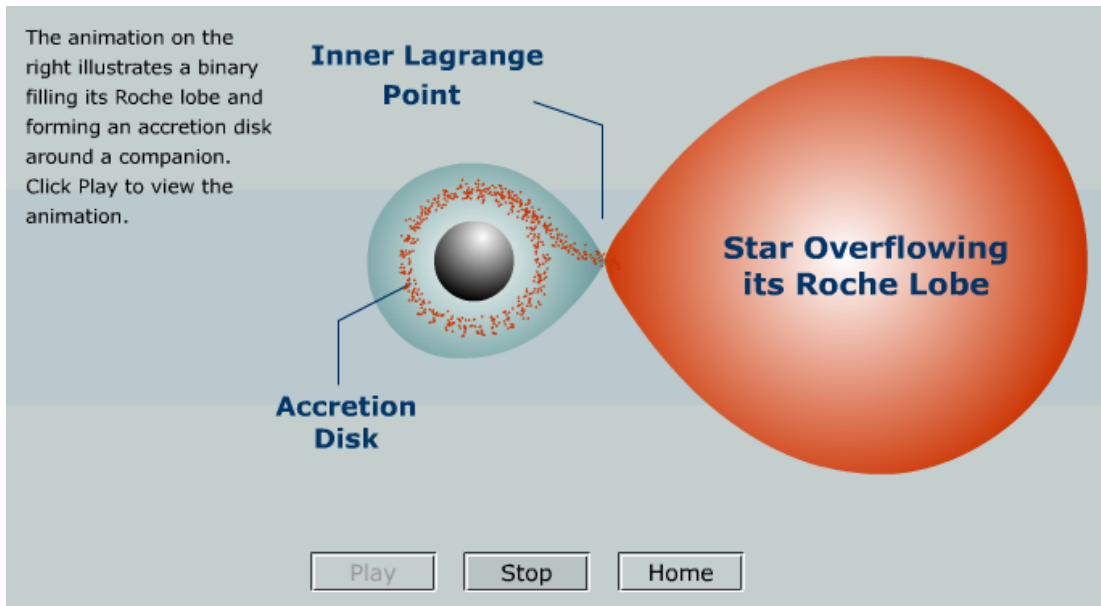 The animation on the
right illustrates a binary
filling its Roche lobe and
forming an accretion disk
around a companion.
Click Play to view the
animation.
Inner Lagrange
Point
Star Overflowing
its Roche Lobe
Accretion
Disk
Play
Stop
Home